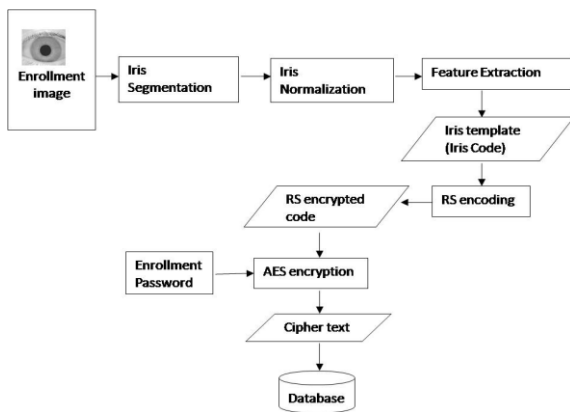 Enrollment
image
Iris
Segmentation
Iris
Normalization
Feature Extraction
Iris template
(Iris Code)
RS encoding
RS encrypted
code
Enrollment
Password
AES encryption
Cipher text
Database